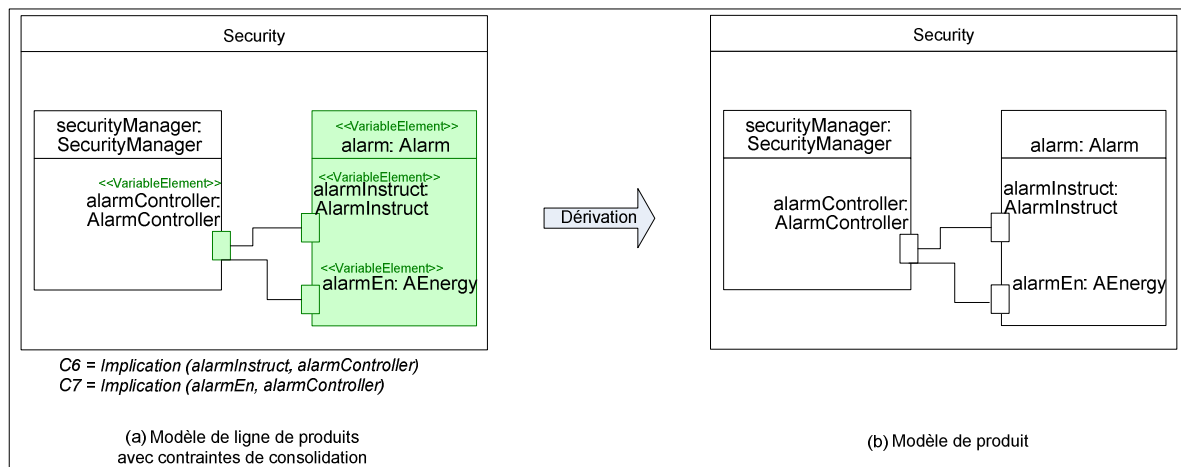 Security
securityManager:
SecurityManager
<<VariableElement>>
alarmController:
AlarmController
<<VariableElement>>
alarm: Alarm
<<VariableElement>>
alarmInstruct:
AlarmInstruct
<<VariableElement>>
alarmEn: AEnergy
C6 = Implication (alarmInstruct, alarmController)
C7 = Implication (alarmEn, alarmController)
(a) Modèle de ligne de produits
avec contraintes de consolidation
Dérivation
Security
securityManager:
SecurityManager
alarmController:
AlarmController
alarm: Alarm
alarmInstruct:
AlarmInstruct
alarmEn: AEnergy
(b) Modèle de produit